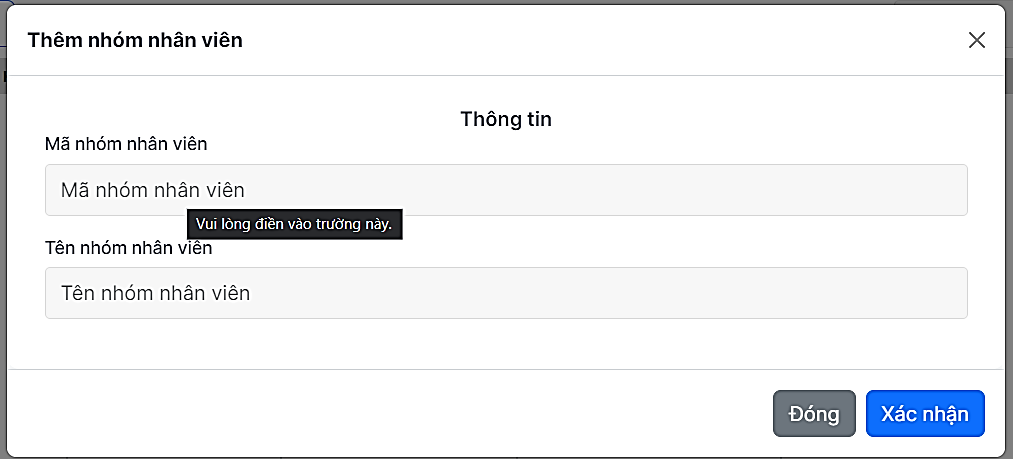 Thêm nhóm nhân viên
Thông tin
Mã nhóm nhân viên
Mã nhóm nhân viên
Vui lòng điền vào trường này.
Tên nhóm nhân viên
Tên nhóm nhân viên
Đóng
Xác nhận